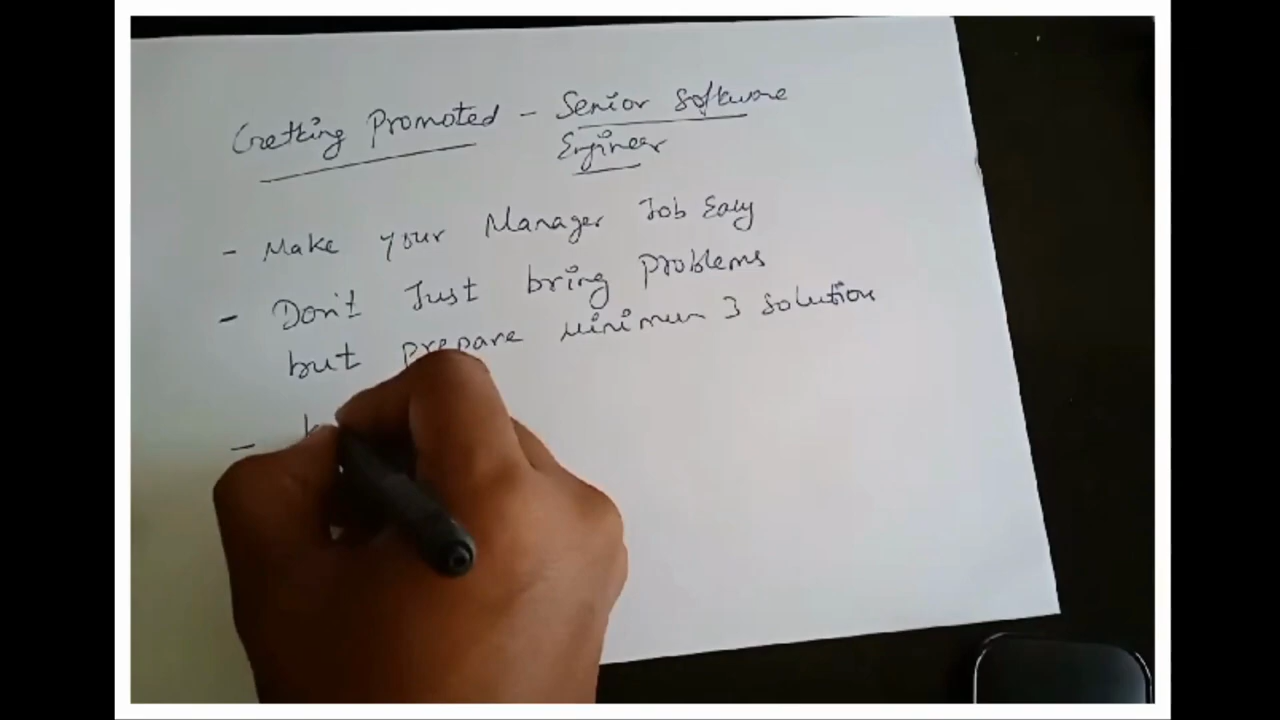 Getting Promoted - Senior Software
Engineer
- Make your Manager Job Easy
- Don't Just bring Problems
but prepare minimum 3 solution
- K